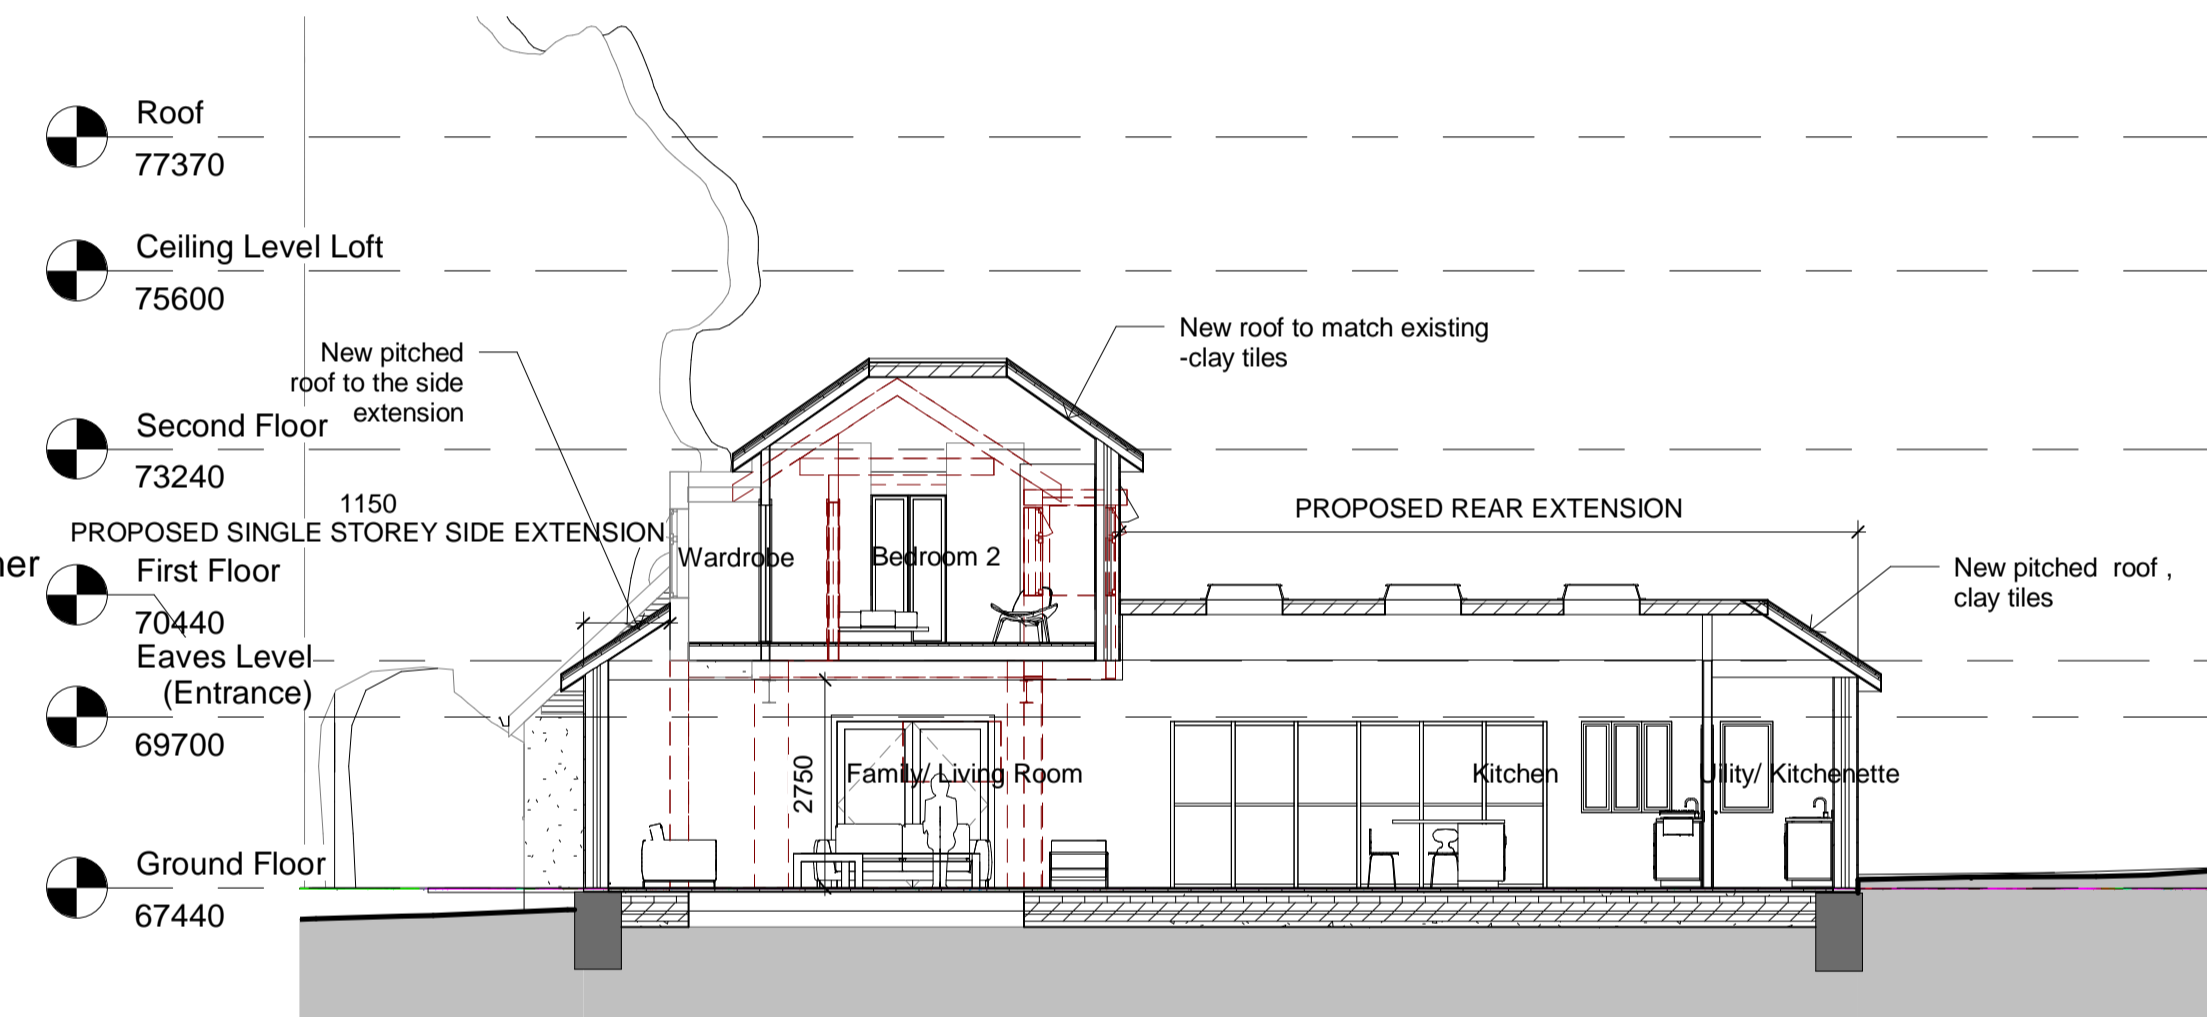 Roof
77370
Ceiling Level Loft
75600
New roof to match existing
-clay tiles
New pitched
roof to the side
extension
Second Floor
73240
1150
PROPOSED SINGLE STOREY SIDE EXTENSION
PROPOSED REAR EXTENSION
Wardrobe
Bedroom 2
First Floor
70440
New pitched roof ,
clay tiles
Eaves Level
(Entrance)
69700
2750
Family/ Living Room
Kitchen
Utility/ Kitchenette
Ground Floor
67440